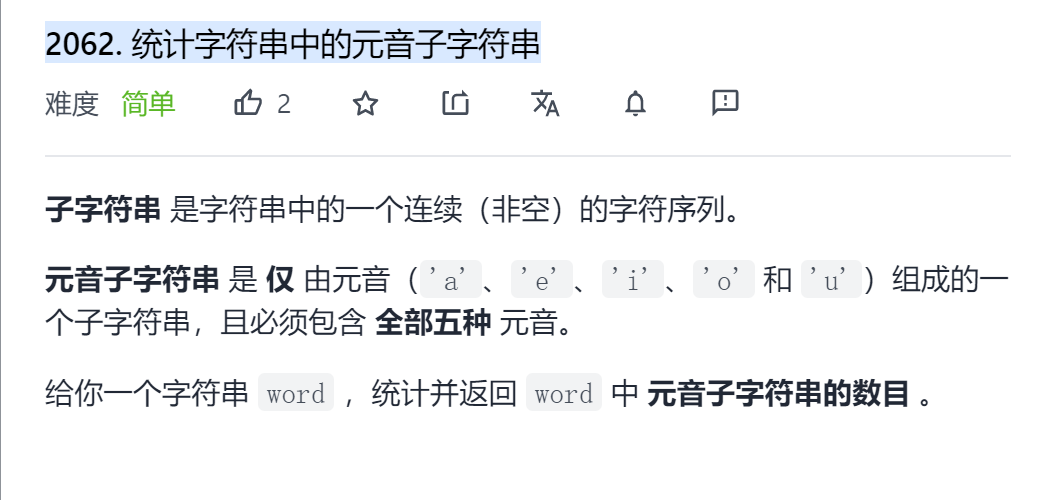 2062. 统计字符串中的元音子字符串
难度 简单 2
子字符串 是字符串中的一个连续（非空）的字符序列。
元音子字符串 是 仅 由元音（'a'、'e'、'i'、'o' 和 'u'）组成的一
个子字符串，且必须包含 全部五种 元音。
给你一个字符串 word ，统计并返回 word 中 元音子字符串的数目 。